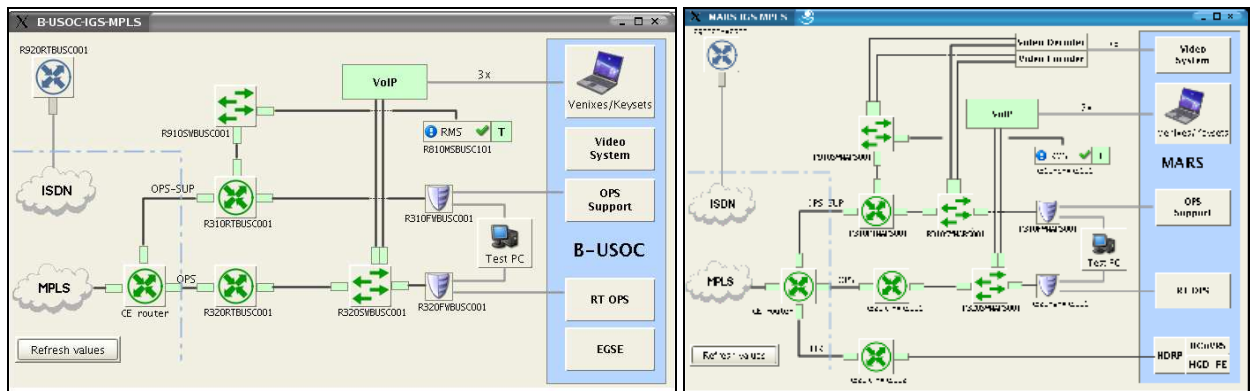 B-USOC-IGS-MPLS
R920RTBUSC001
VoIP
3x
Venixes/Keysets
R910SWBUSC001
RMS
T
R810MSBUSC101
Video
System
ISDN
OPS-SUP
R310RTBUSC001
R310FWBUSC001
OPS
Support
Test PC
B-USOC
MPLS
OPS
CE router
R320RTBUSC001
R320SWBUSC001
R320FWBUSC001
RT OPS
Refresh values
EGSE
MARS IGS MPLS
Video Decoder
Video Encoder
Video
System
VoIP
Venixes/Keysets
T
MARS
ISDN
OPS SUP
OPS
Support
Test PC
MPLS
OPS
CE router
RT OPS
Refresh values
HDRP
HGD FE